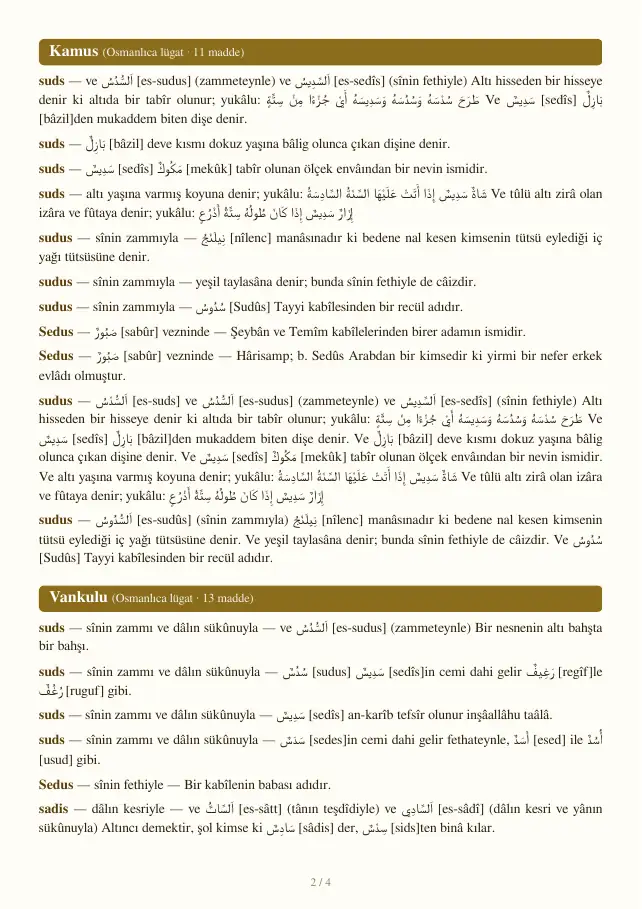 Kamus (Osmanlıca lügat · 11 madde)
suds — ve اَلسُّدُسُ [es-sudus] (zammeteynle) ve اَلسَّدِيسُ [es-sedîs] (sînin fethiyle) Altı hisseden bir hisseye
denir ki altıda bir tabîr olunur; yukâlu: طَرَحَ سُدْسَهُ وَسُدُسَهُ وَسَدِيسَهُ أَيْ جُزْءًا مِنْ سِتَّةٍ Ve سَدِيسٌ [sedîs] بَازِلٌ
[bâzil]den mukaddem biten dişe denir.
suds — بَازِلٌ [bâzil] deve kısmı dokuz yaşına bâlig olunca çıkan dişine denir.
suds — سَدِيسٌ [sedîs] مَكُوكٌ [mekûk] tabîr olunan ölçek envâından bir nevin ismidir.
suds — altı yaşına varmış koyuna denir; yukâlu: شَاةٌ سَدِيسٌ إِذَا أَتَتْ عَلَيْهَا السَّنَةُ السَّادِسَةُ Ve tûlü altı zirâ olan
izâra ve fûtaya denir; yukâlu: إِزَارٌ سَدِيسٌ إِذَا كَانَ طُولُهُ سِتَّةُ أَذْرُعٍ
sudus — sînin zammıyla — نِيلَنْجُ [nîlenc] manâsınadır ki bedene nal kesen kimsenin tütsü eylediği iç
yağı tütsüsüne denir.
sudus — sînin zammıyla — yeşil taylasâna denir; bunda sînin fethiyle de câizdir.
sudus — sînin zammıyla — سُدُوسُ [Sudûs] Tayyi kabîlesinden bir recül adıdır.
Sedus — صَبُورٌ [sabûr] vezninde — Şeybân ve Temîm kabîlelerinden birer adamın ismidir.
Sedus — صَبُورٌ [sabûr] vezninde — Hârisamp; b. Sedûs Arabdan bir kimsedir ki yirmi bir nefer erkek
evlâdı olmuştur.
sudus — اَلسُّدْسُ [es-suds] ve اَلسُّدُسُ [es-sudus] (zammeteynle) ve اَلسَّدِيسُ [es-sedîs] (sînin fethiyle) Altı
hisseden bir hisseye denir ki altıda bir tabîr olunur; yukâlu: طَرَحَ سُدْسَهُ وَسُدُسَهُ وَسَدِيسَهُ أَيْ جُزْءًا مِنْ سِتَّةٍ Ve
سَدِيسٌ [sedîs] بَازِلٌ [bâzil]den mukaddem biten dişe denir. Ve بَازِلٌ [bâzil] deve kısmı dokuz yaşına bâlig
olunca çıkan dişine denir. Ve سَدِيسٌ [sedîs] مَكُوكٌ [mekûk] tabîr olunan ölçek envâından bir nevin ismidir.
Ve altı yaşına varmış koyuna denir; yukâlu: شَاةٌ سَدِيسٌ إِذَا أَتَتْ عَلَيْهَا السَّنَةُ السَّادِسَةُ Ve tûlü altı zirâ olan izâra
ve fûtaya denir; yukâlu: إِزَارٌ سَدِيسٌ إِذَا كَانَ طُولُهُ سِتَّةُ أَذْرُعٍ
sudus — اَلسُّدُوسُ [es-sudûs] (sînin zammıyla) نِيلَنْجُ [nîlenc] manâsınadır ki bedene nal kesen kimsenin
tütsü eylediği iç yağı tütsüsüne denir. Ve yeşil taylasâna denir; bunda sînin fethiyle de câizdir. Ve سُدُوسُ
[Sudûs] Tayyi kabîlesinden bir recül adıdır.
Vankulu (Osmanlıca lügat · 13 madde)
suds — sînin zammı ve dâlın sükûnuyla — ve اَلسُّدُسُ [es-sudus] (zammeteynle) Bir nesnenin altı bahşta
bir bahşı.
suds — sînin zammı ve dâlın sükûnuyla — سُدُسٌ [sudus] سَدِيسٌ [sedîs]in cemi dahi gelir رَغِيفٌ [regîf]le
رُغُفٌ [ruguf] gibi.
suds — sînin zammı ve dâlın sükûnuyla — سَدِيسٌ [sedîs] an-karîb tefsîr olunur inşâallâhu taâlâ.
suds — sînin zammı ve dâlın sükûnuyla — سَدَسٌ [sedes]in cemi dahi gelir fethateynle, أَسَدٌ [esed] ile أُسُدٌ
[usud] gibi.
Sedus — sînin fethiyle — Bir kabîlenin babası adıdır.
sadis — dâlın kesriyle — ve اَلسَّاتُّ [es-sâtt] (tânın teşdîdiyle) ve اَلسَّادِي [es-sâdî] (dâlın kesri ve yânın
sükûnuyla) Altıncı demektir, şol kimse ki سَادِسٌ [sâdis] der, سِدْسٌ [sids]ten binâ kılar.
2 / 4